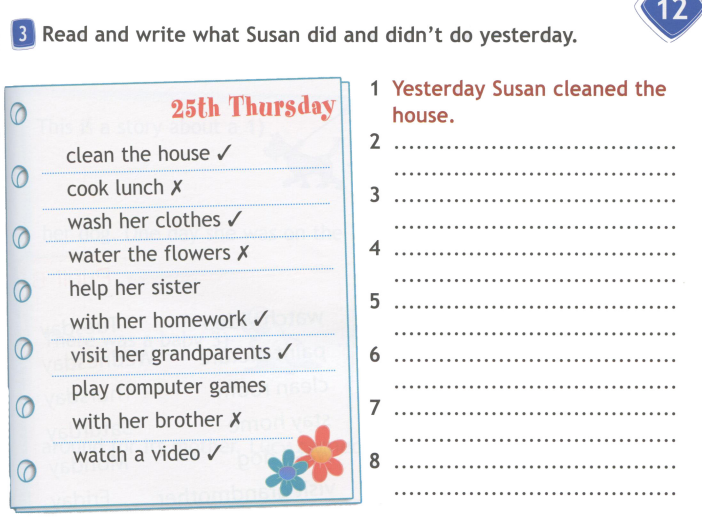 12
3 Read and write what Susan did and didn't do yesterday.
25th Thursday
clean the house ✓
cook lunch ✗
wash her clothes ✓
water the flowers ✗
help her sister
with her homework ✓
visit her grandparents ✓
play computer games
with her brother ✗
watch a video ✓
1 Yesterday Susan cleaned the
house.
2
3
4
5
6
7
8